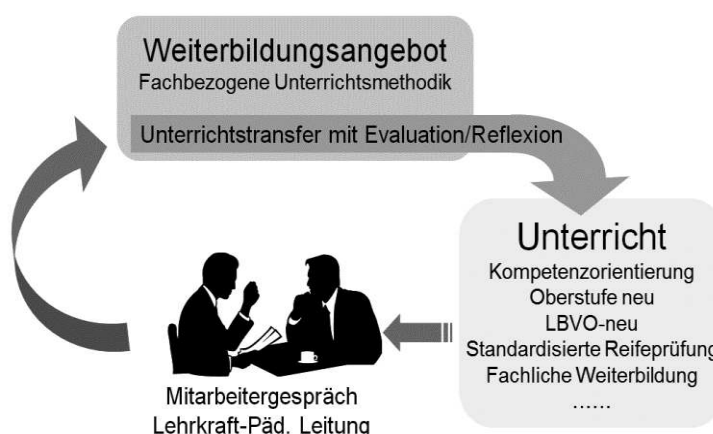 Weiterbildungsangebot
Fachbezogene Unterrichtsmethodik
Unterrichtstransfer mit Evaluation/Reflexion
Unterricht
Kompetenzorientierung
Oberstufe neu
LBVO-neu
Standardisierte Reifeprüfung
Fachliche Weiterbildung
......
Mitarbeitergespräch
Lehrkraft-Päd. Leitung